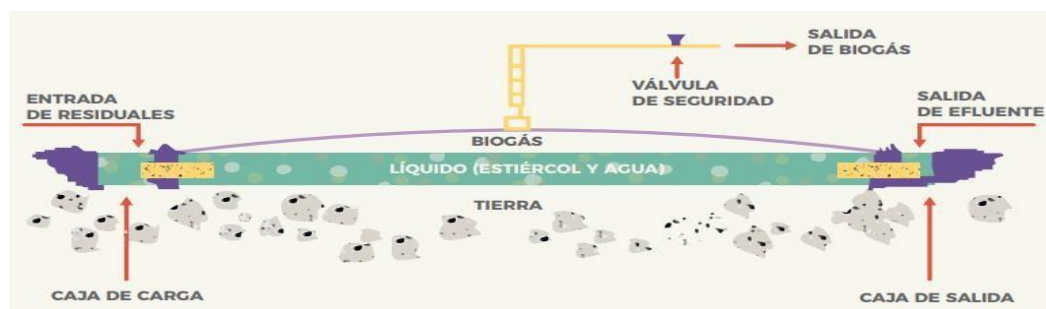 SALIDA
DE BIOGÁS
VÁLVULA
DE SEGURIDAD
ENTRADA
DE RESIDUALES
SALIDA
DE EFLUENTE
BIOGÁS
LÍQUIDO (ESTIÉRCOL Y AGUA)
TIERRA
CAJA DE CARGA
CAJA DE SALIDA